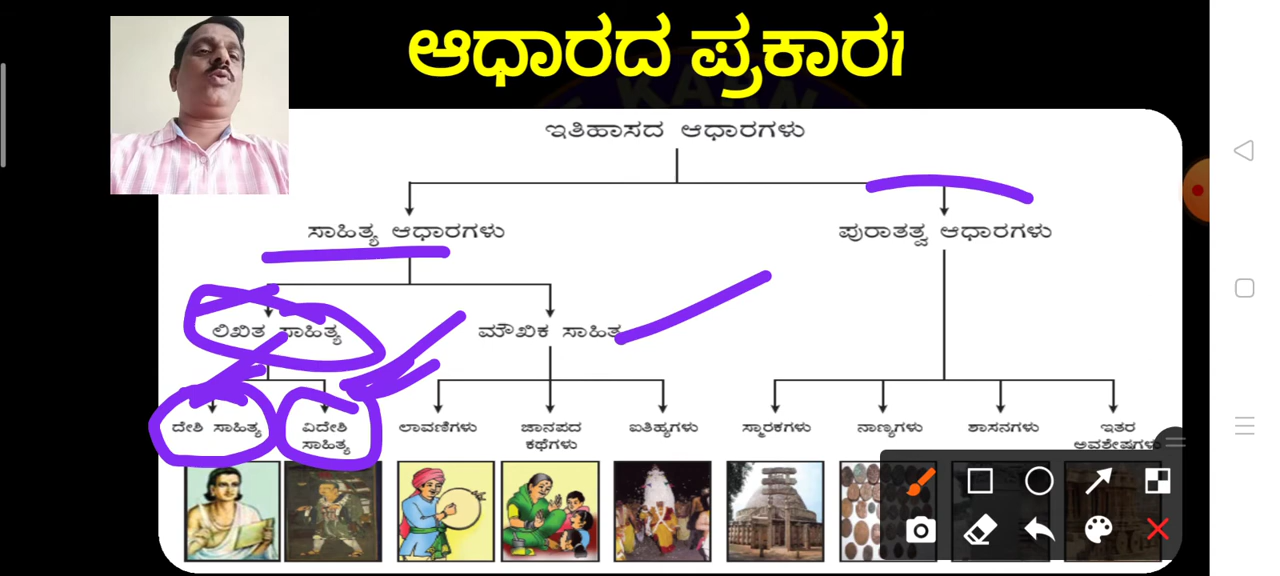 ಆಧಾರದ ಪ್ರಕಾರ
ಇತಿಹಾಸದ ಆಧಾರಗಳು
ಸಾಹಿತ್ಯ ಆಧಾರಗಳು
ಪುರಾತತ್ವ ಆಧಾರಗಳು
ಲಿಖಿತ ಸಾಹಿತ್ಯ
ಮೌಖಿಕ ಸಾಹಿತ
ದೇಶಿ ಸಾಹಿತ್ಯ
ವಿದೇಶಿ
ಸಾಹಿತ್ಯ
ಲಾವಣಿಗಳು
ಜಾನಪದ
ಕಥೆಗಳು
ಐತಿಹ್ಯಗಳು
ಸ್ಮಾರಕಗಳು
ನಾಣ್ಯಗಳು
ಶಾಸನಗಳು
ಇತರ
ಅವಶೇಷಗಳು